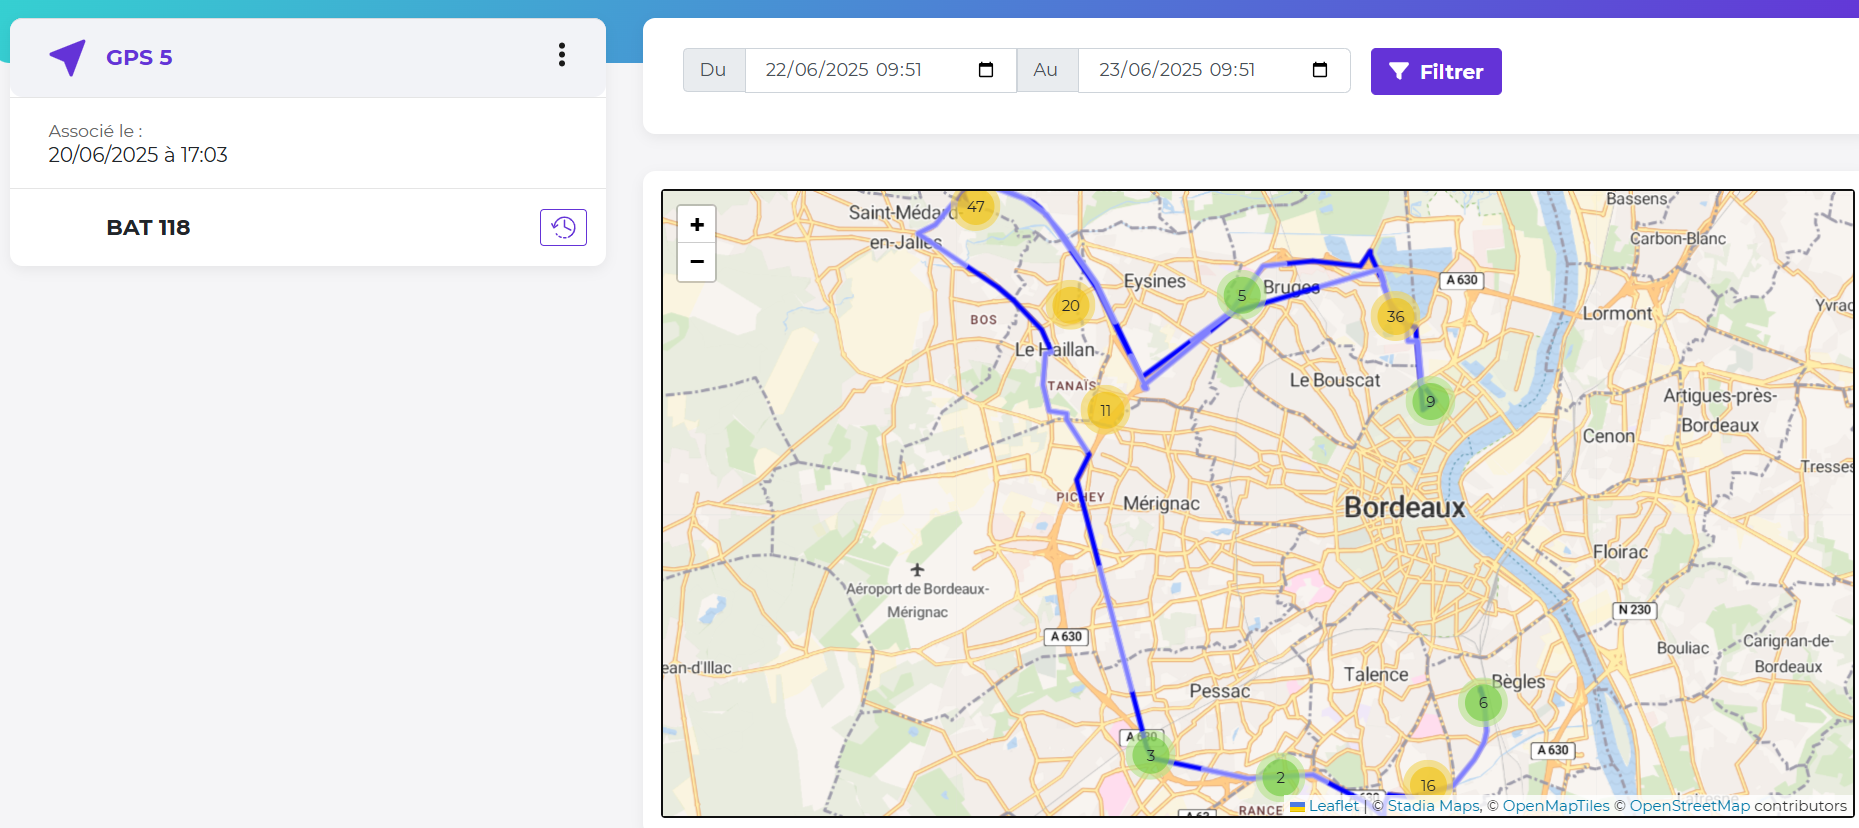 GPS 5
Associé le :
20/06/2025 à 17:03
BAT 118
Du
22/06/2025 09:51
Au
23/06/2025 09:51
Filtrer
+
−
47
Saint-Médard-
en-Jalles
20
BOS
Le Haillan
TANAÏS
11
PICHEY
Mérignac
Eysines
5
Bruges
36
Le Bouscat
9
Bassens
Carbon-Blanc
A 630
Yvrac
Lormont
Artigues-près-
Bordeaux
Cenon
Tresses
Bordeaux
Floirac
Aéroport de Bordeaux-
Mérignac
N 230
A 630
ean-d'Illac
Bouliac
Carignan-de-
Bordeaux
Talence
Bègles
Pessac
6
A 630
A 630
3
2
16
RANCE
A 63
Leaflet | © Stadia Maps, © OpenMapTiles © OpenStreetMap contributors